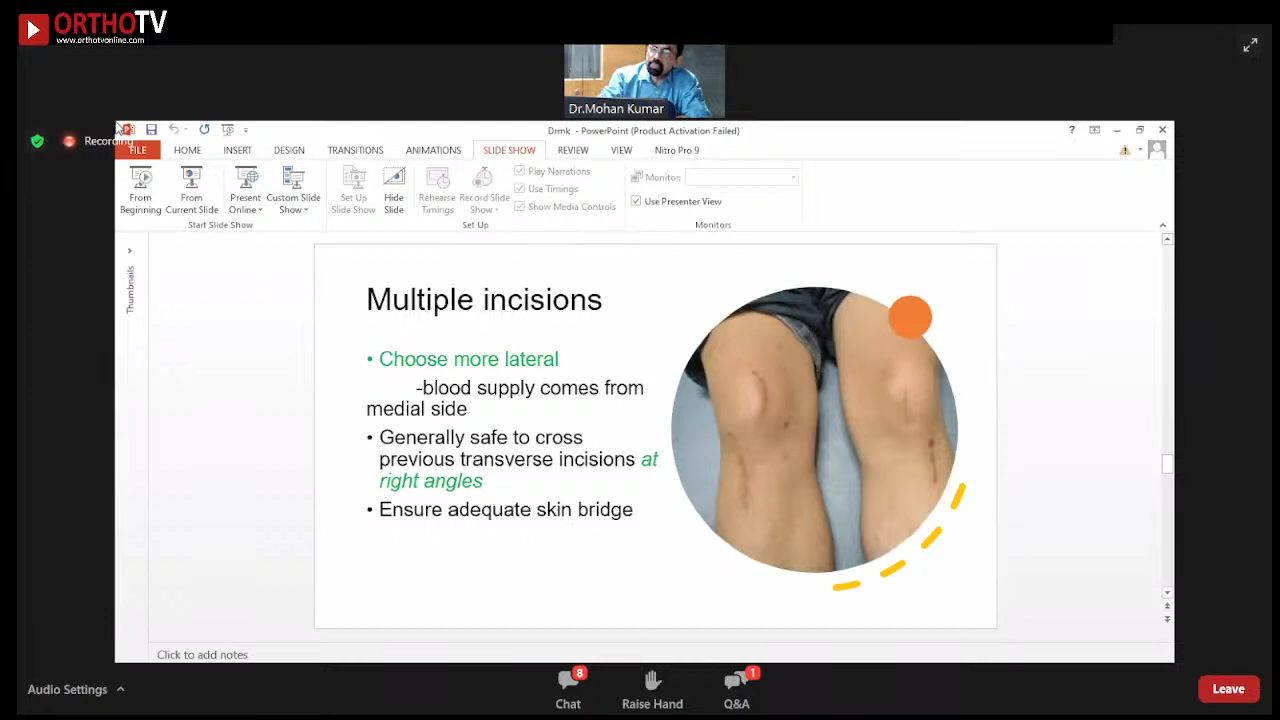 ORTHOTV
www.orthotvonline.com
Dr.Mohan Kumar
Recording
Drmk - PowerPoint (Product Activation Failed)
FILE HOME INSERT DESIGN TRANSITIONS ANIMATIONS SLIDE SHOW REVIEW VIEW Nitro Pro 9
From Beginning
From Current Slide
Present Online
Custom Slide Show
Start Slide Show
Set Up Slide Show
Hide Slide
Rehearse Timings
Record Slide Show
Play Narrations
Use Timings
Show Media Controls
Set Up
Monitor:
Use Presenter View
Monitors
Thumbnails
Multiple incisions
• Choose more lateral
-blood supply comes from
medial side
• Generally safe to cross
previous transverse incisions at
right angles
• Ensure adequate skin bridge
Click to add notes
Audio Settings
8
Chat
Raise Hand
1
Q&A
Leave